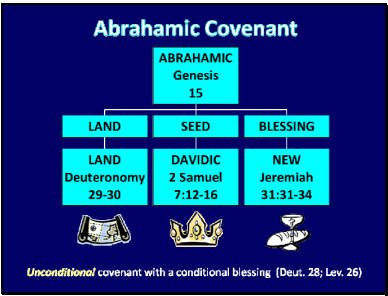 Abrahamic Covenant
ABRAHAMIC
Genesis
15
LAND
SEED
BLESSING
LAND
Deuteronomy
29-30
DAVIDIC
2 Samuel
7:12-16
NEW
Jeremiah
31:31-34
Unconditional covenant with a conditional blessing (Deut. 28; Lev. 26)